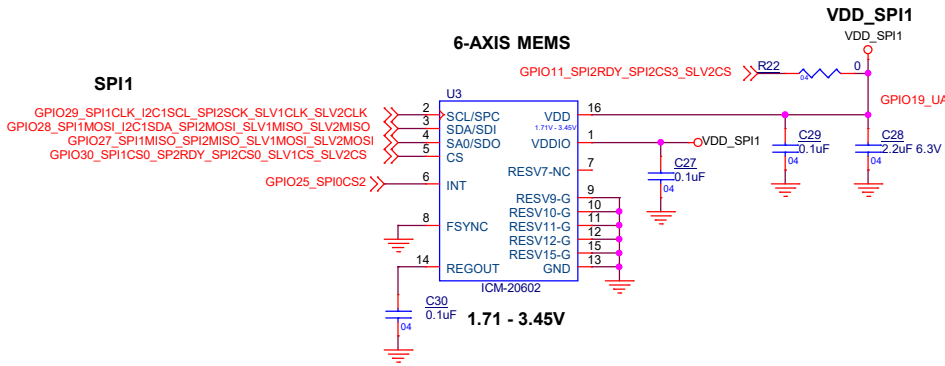 VDD_SPI1
VDD_SPI1
6-AXIS MEMS
SPI1
GPIO11_SPI2RDY_SPI2CS3_SLV2CS
R22
0
04
GPIO19_UA
U3
GPIO29_SPI1CLK_I2C1SCL_SPI2SCK_SLV1CLK_SLV2CLK
2
SCL/SPC
VDD
16
1.71V - 3.45V
GPIO28_SPI1MOSI_I2C1SDA_SPI2MOSI_SLV1MISO_SLV2MISO
3
SDA/SDI
GPIO27_SPI1MISO_SPI2MISO_SLV1MOSI_SLV2MOSI
4
SA0/SDO
VDDIO
1
VDD_SPI1
GPIO30_SPI1CS0_SP2RDY_SPI2CS0_SLV1CS_SLV2CS
5
CS
C29
0.1uF
04
C28
2.2uF 6.3V
04
RESV7-NC
7
C27
0.1uF
04
GPIO25_SPI0CS2
6
INT
RESV9-G
9
RESV10-G
10
8
FSYNC
RESV11-G
11
RESV12-G
12
RESV15-G
15
14
REGOUT
GND
13
ICM-20602
C30
0.1uF
04
1.71 - 3.45V